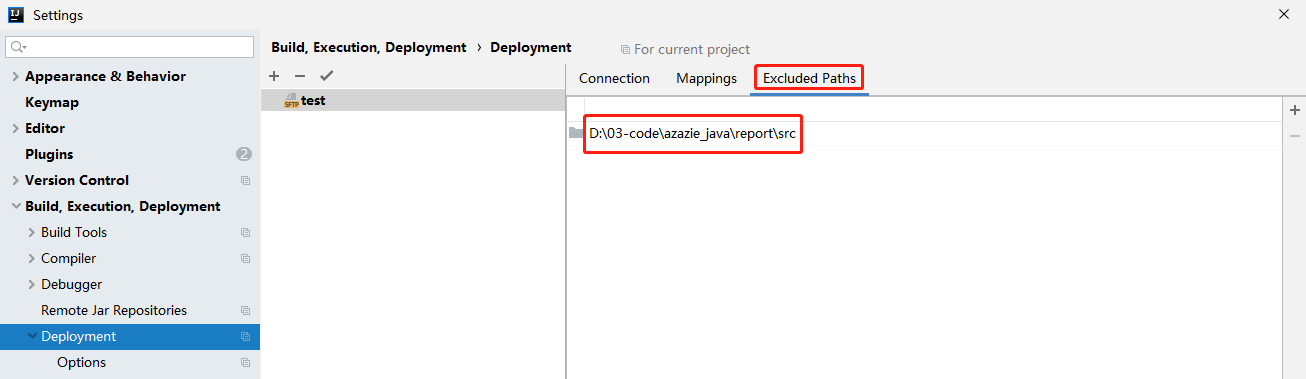 Settings
Build, Execution, Deployment › Deployment
For current project
Appearance & Behavior
Keymap
Editor
Plugins 2
Version Control
Build, Execution, Deployment
Build Tools
Compiler
Debugger
Remote Jar Repositories
Deployment
Options
SFTP test
Connection Mappings Excluded Paths
D:\03-code\azazie_java\report\src